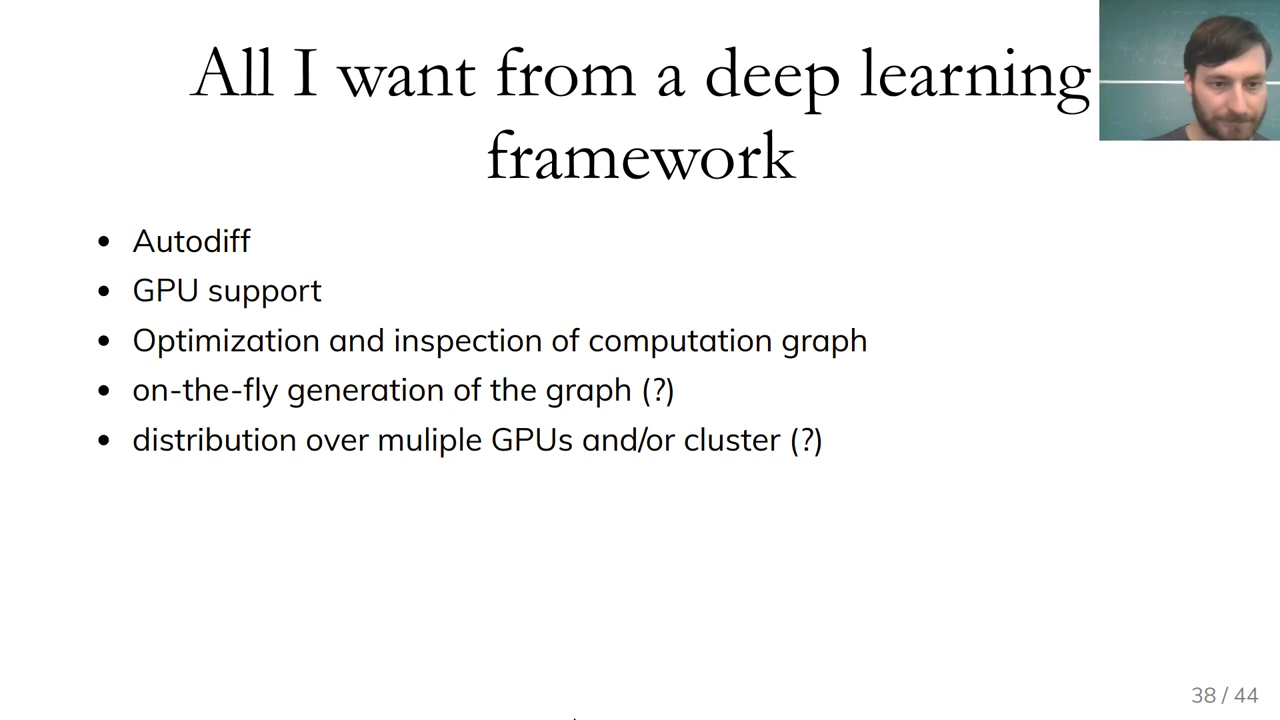 All I want from a deep learning
framework
• Autodiff
• GPU support
• Optimization and inspection of computation graph
• on-the-fly generation of the graph (?)
• distribution over muliple GPUs and/or cluster (?)
38 / 44